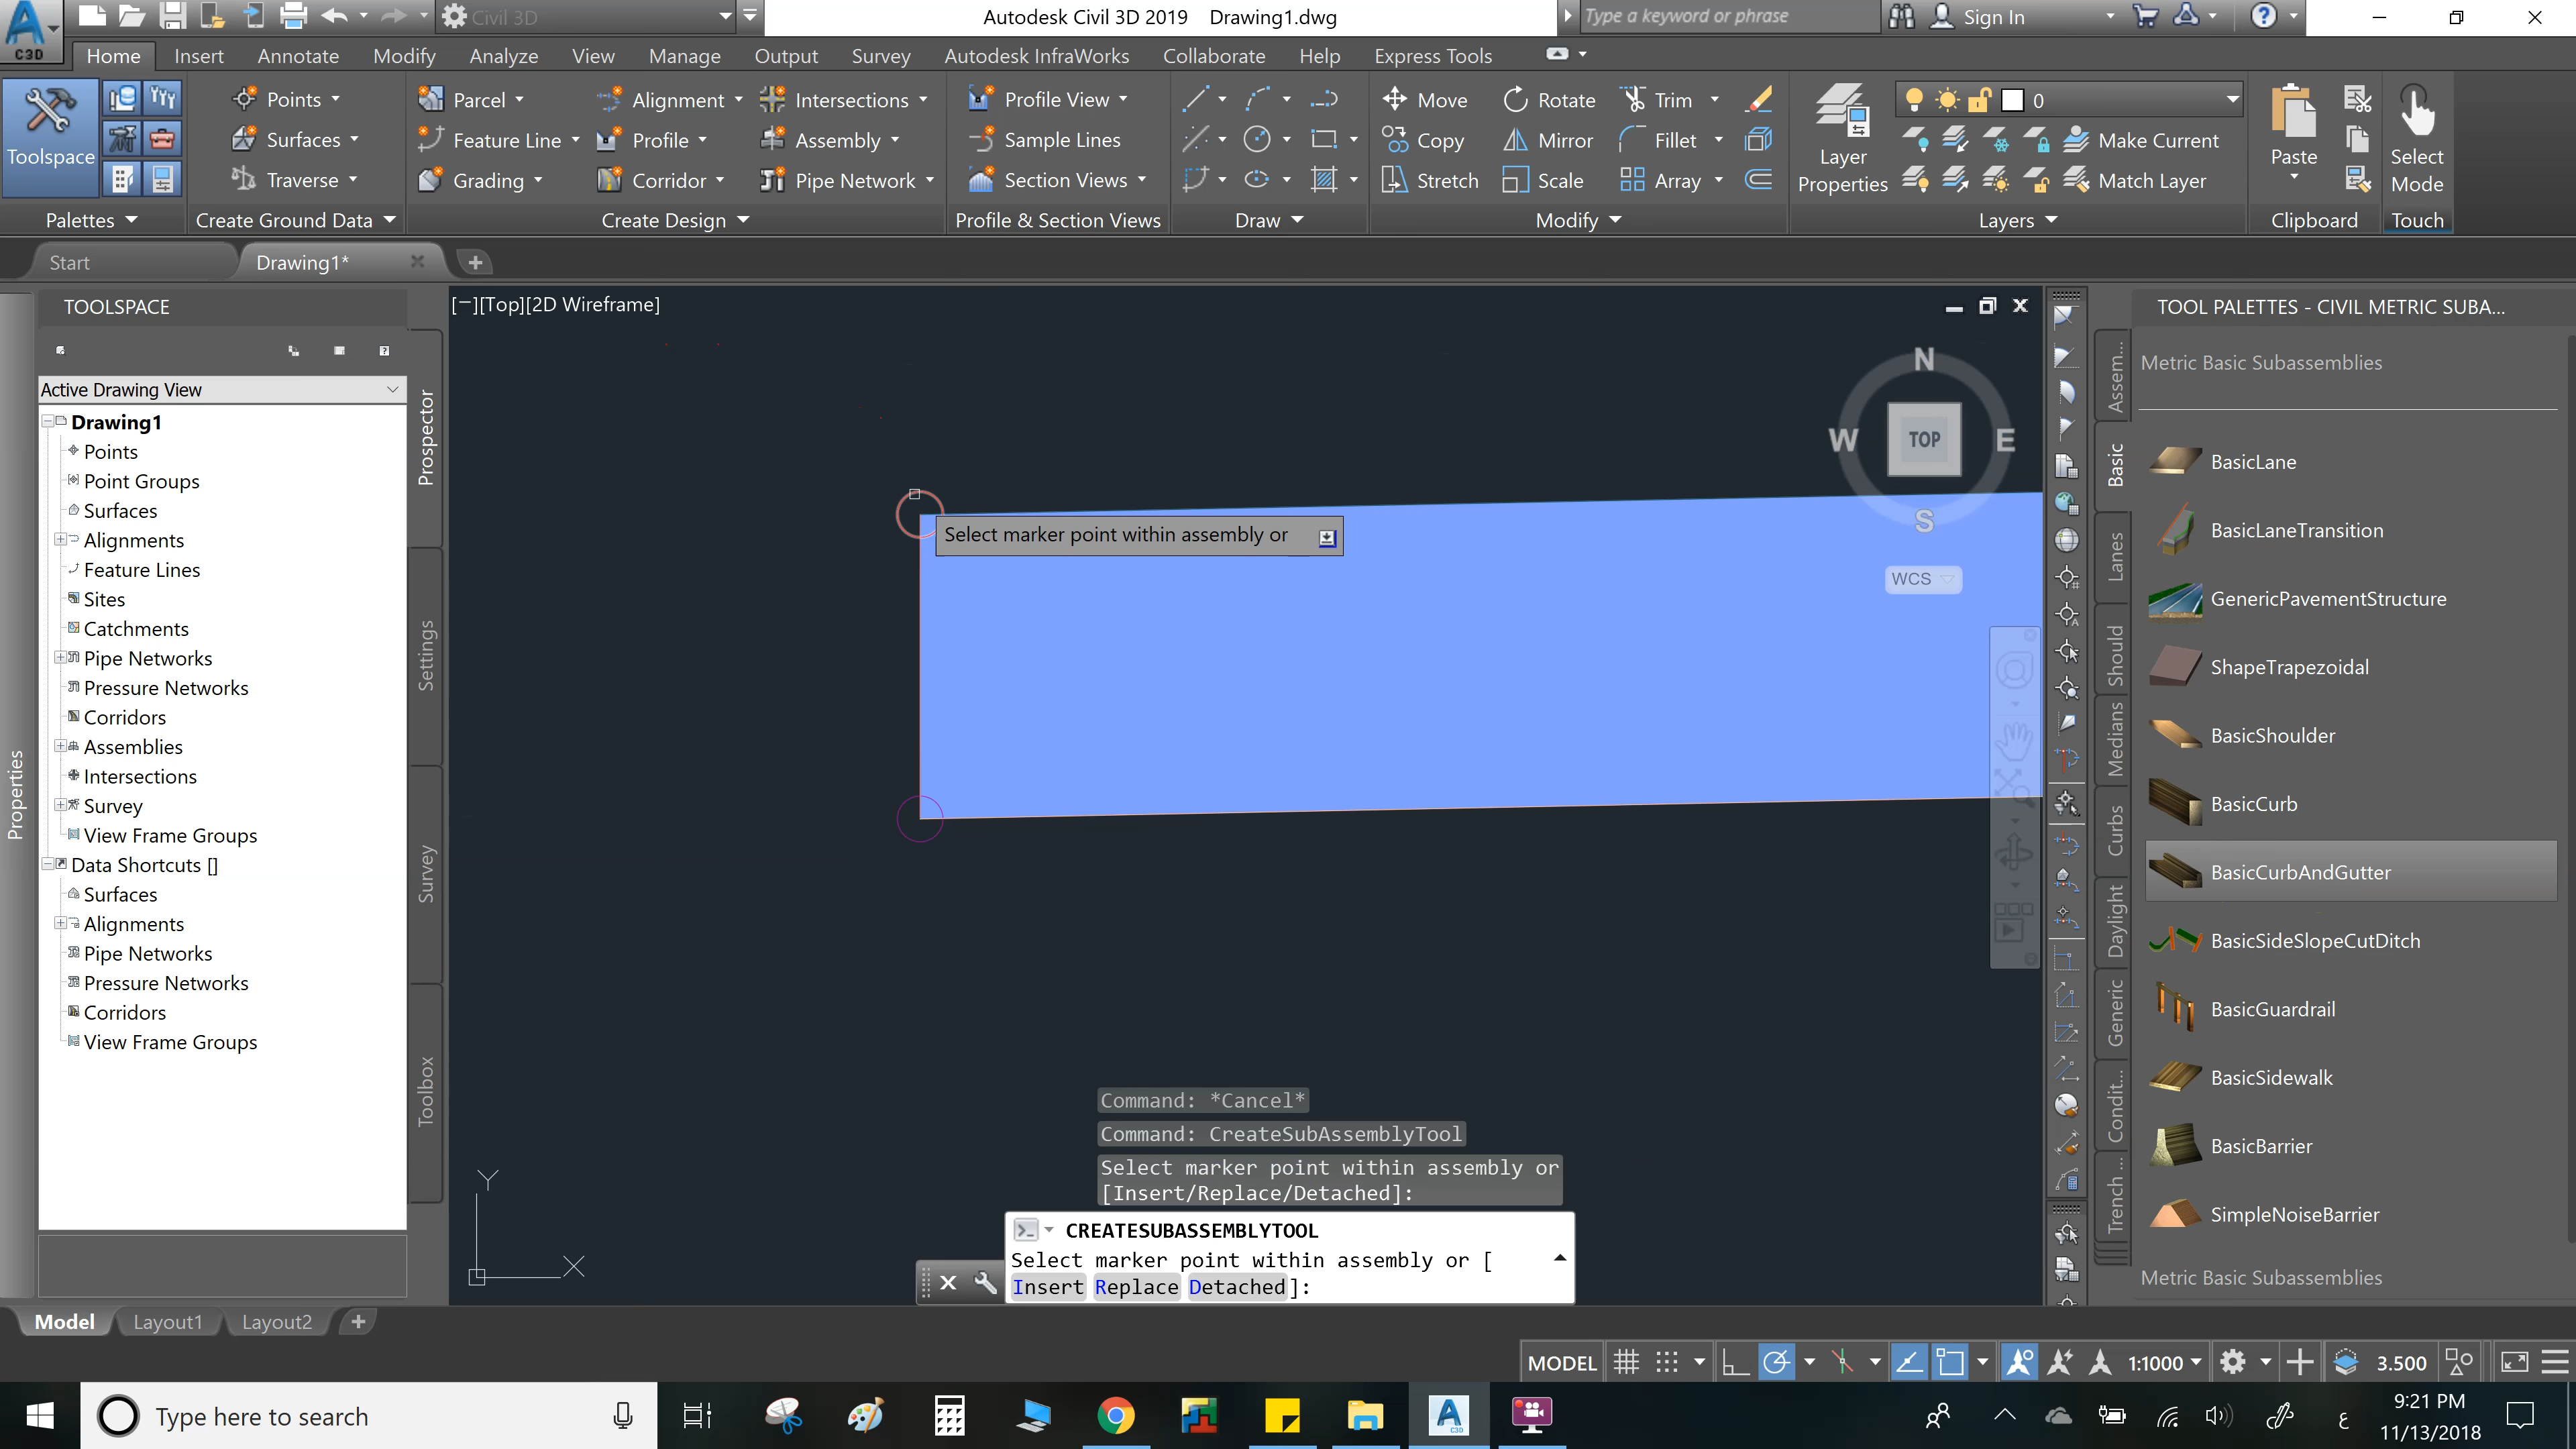 Civil 3D
Autodesk Civil 3D 2019 Drawing1.dwg
Type a keyword or phrase
Sign In
C3D
Home
Insert
Annotate
Modify
Analyze
View
Manage
Output
Survey
Autodesk InfraWorks
Collaborate
Help
Express Tools
Toolspace
Palettes
Points
Surfaces
Traverse
Create Ground Data
Parcel
Feature Line
Grading
Alignment
Profile
Corridor
Intersections
Assembly
Pipe Network
Create Design
Profile View
Sample Lines
Section Views
Profile & Section Views
Draw
Move
Copy
Stretch
Rotate
Mirror
Scale
Trim
Fillet
Array
Modify
Layer
Properties
0
Make Current
Match Layer
Layers
Paste
Clipboard
Select
Mode
Touch
Start
Drawing1*
TOOLSPACE
Active Drawing View
Drawing1
Points
Point Groups
Surfaces
Alignments
Feature Lines
Sites
Catchments
Pipe Networks
Pressure Networks
Corridors
Assemblies
Intersections
Survey
View Frame Groups
Data Shortcuts []
Surfaces
Alignments
Pipe Networks
Pressure Networks
Corridors
View Frame Groups
Properties
Prospector
Settings
Survey
Toolbox
[−][Top][2D Wireframe]
N
W
TOP
E
S
WCS
Select marker point within assembly or
Y
X
Command: *Cancel*
Command: CreateSubAssemblyTool
Select marker point within assembly or
[Insert/Replace/Detached]:
CREATESUBASSEMBLYTOOL
Select marker point within assembly or [
Insert Replace Detached]:
TOOL PALETTES - CIVIL METRIC SUBA...
Assem...
Basic
Lanes
Should
Medians
Curbs
Daylight
Generic
Condit...
Trench ...
Metric Basic Subassemblies
BasicLane
BasicLaneTransition
GenericPavementStructure
ShapeTrapezoidal
BasicShoulder
BasicCurb
BasicCurbAndGutter
BasicSideSlopeCutDitch
BasicGuardrail
BasicSidewalk
BasicBarrier
SimpleNoiseBarrier
Metric Basic Subassemblies
Model
Layout1
Layout2
MODEL
1:1000
3.500
Type here to search
C3D
ع
9:21 PM
11/13/2018